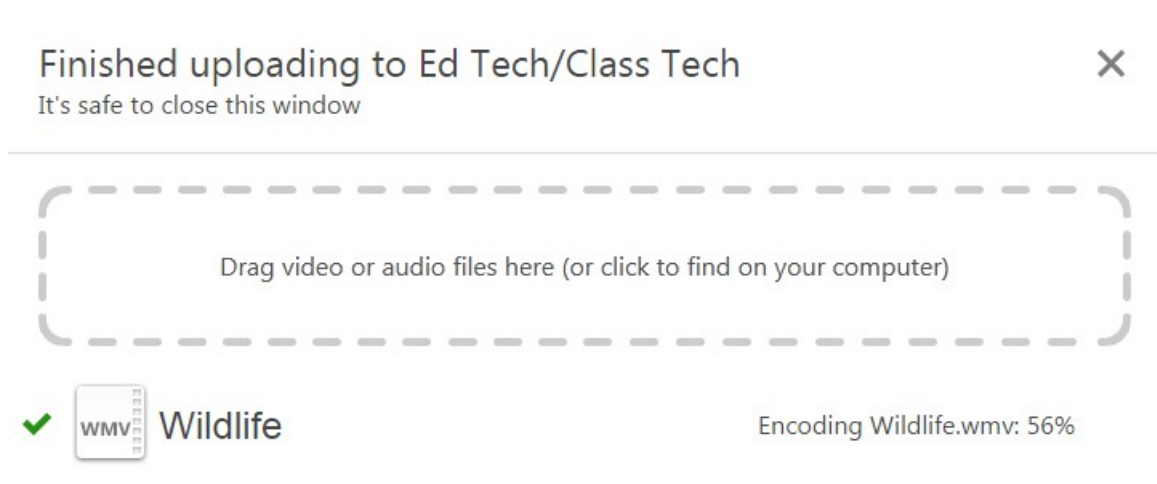 Finished uploading to Ed Tech/Class Tech
It's safe to close this window
Drag video or audio files here (or click to find on your computer)
WMV Wildlife Encoding Wildlife.wmv: 56%